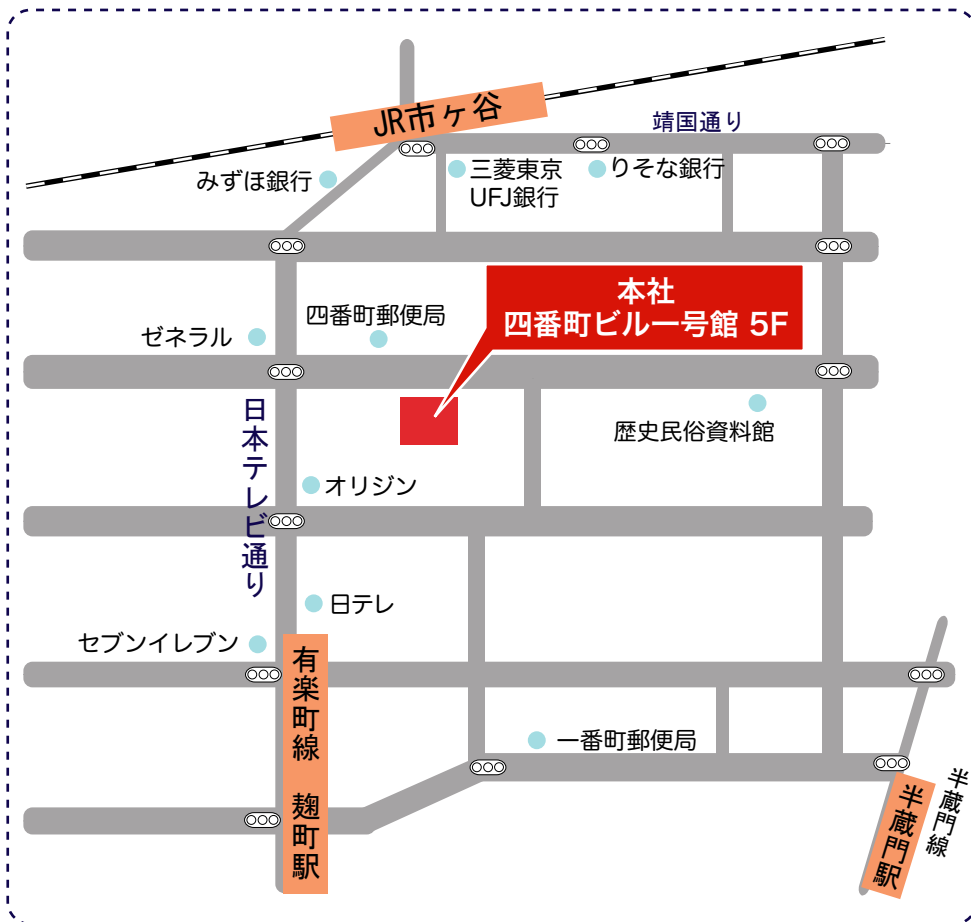 JR市ヶ谷
靖国通り
みずほ銀行
三菱東京
UFJ銀行
りそな銀行
本社
四番町ビル一号館 5F
四番町郵便局
ゼネラル
日本テレビ通り
歴史民俗資料館
オリジン
日テレ
セブンイレブン
有楽町線 麹町駅
一番町郵便局
半蔵門線
半蔵門駅